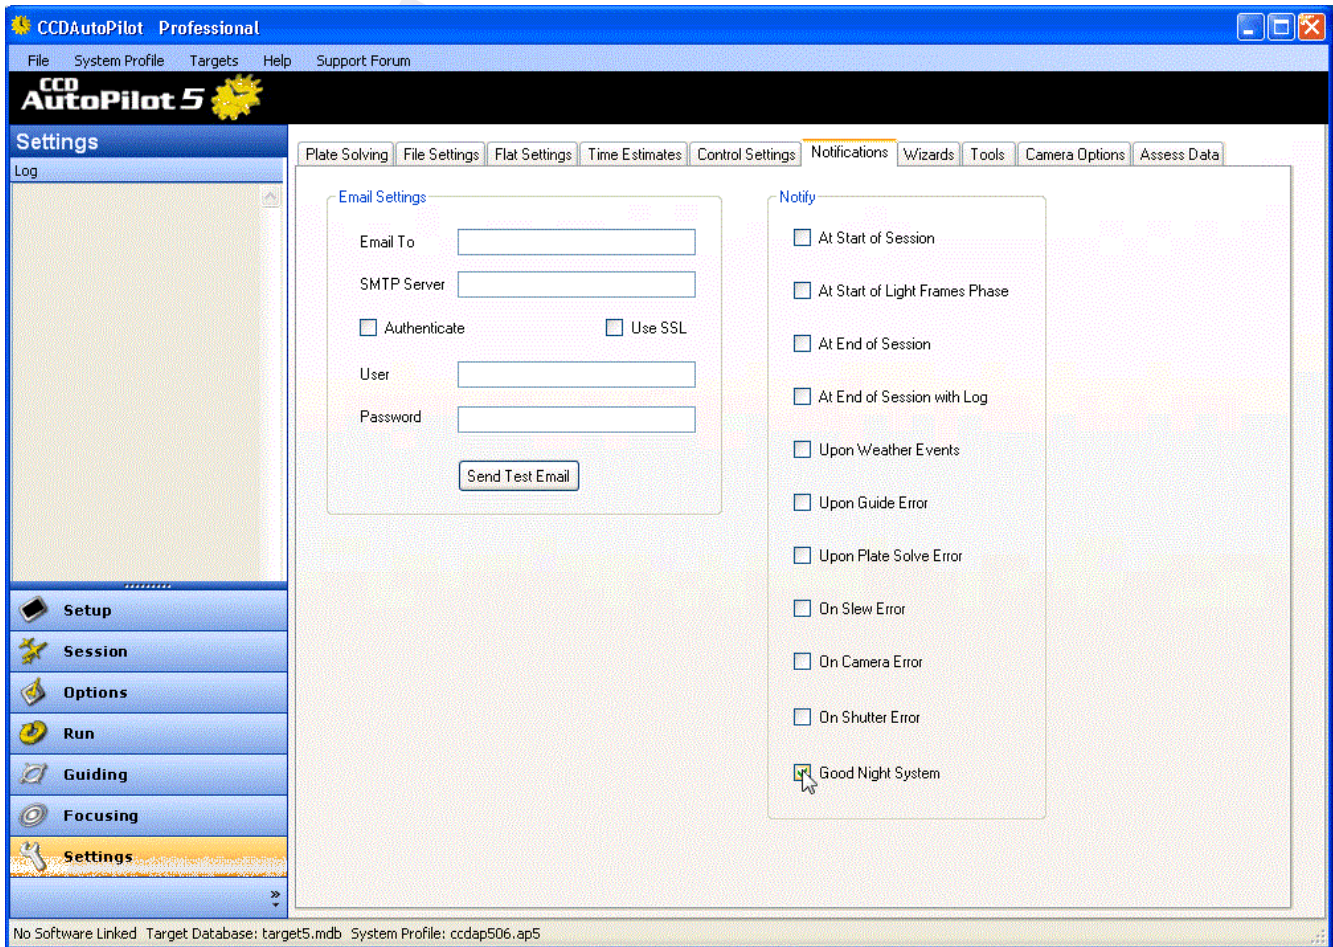 CCDAutoPilot Professional
File System Profile Targets Help Support Forum
CCD
AutoPilot 5
Settings
Log
Plate Solving File Settings Flat Settings Time Estimates Control Settings Notifications Wizards Tools Camera Options Assess Data
Email Settings
Email To
SMTP Server
Authenticate Use SSL
User
Password
Send Test Email
Notify
At Start of Session
At Start of Light Frames Phase
At End of Session
At End of Session with Log
Upon Weather Events
Upon Guide Error
Upon Plate Solve Error
On Slew Error
On Camera Error
On Shutter Error
Good Night System
Setup
Session
Options
Run
Guiding
Focusing
Settings
No Software Linked Target Database: target5.mdb System Profile: ccdap506.ap5